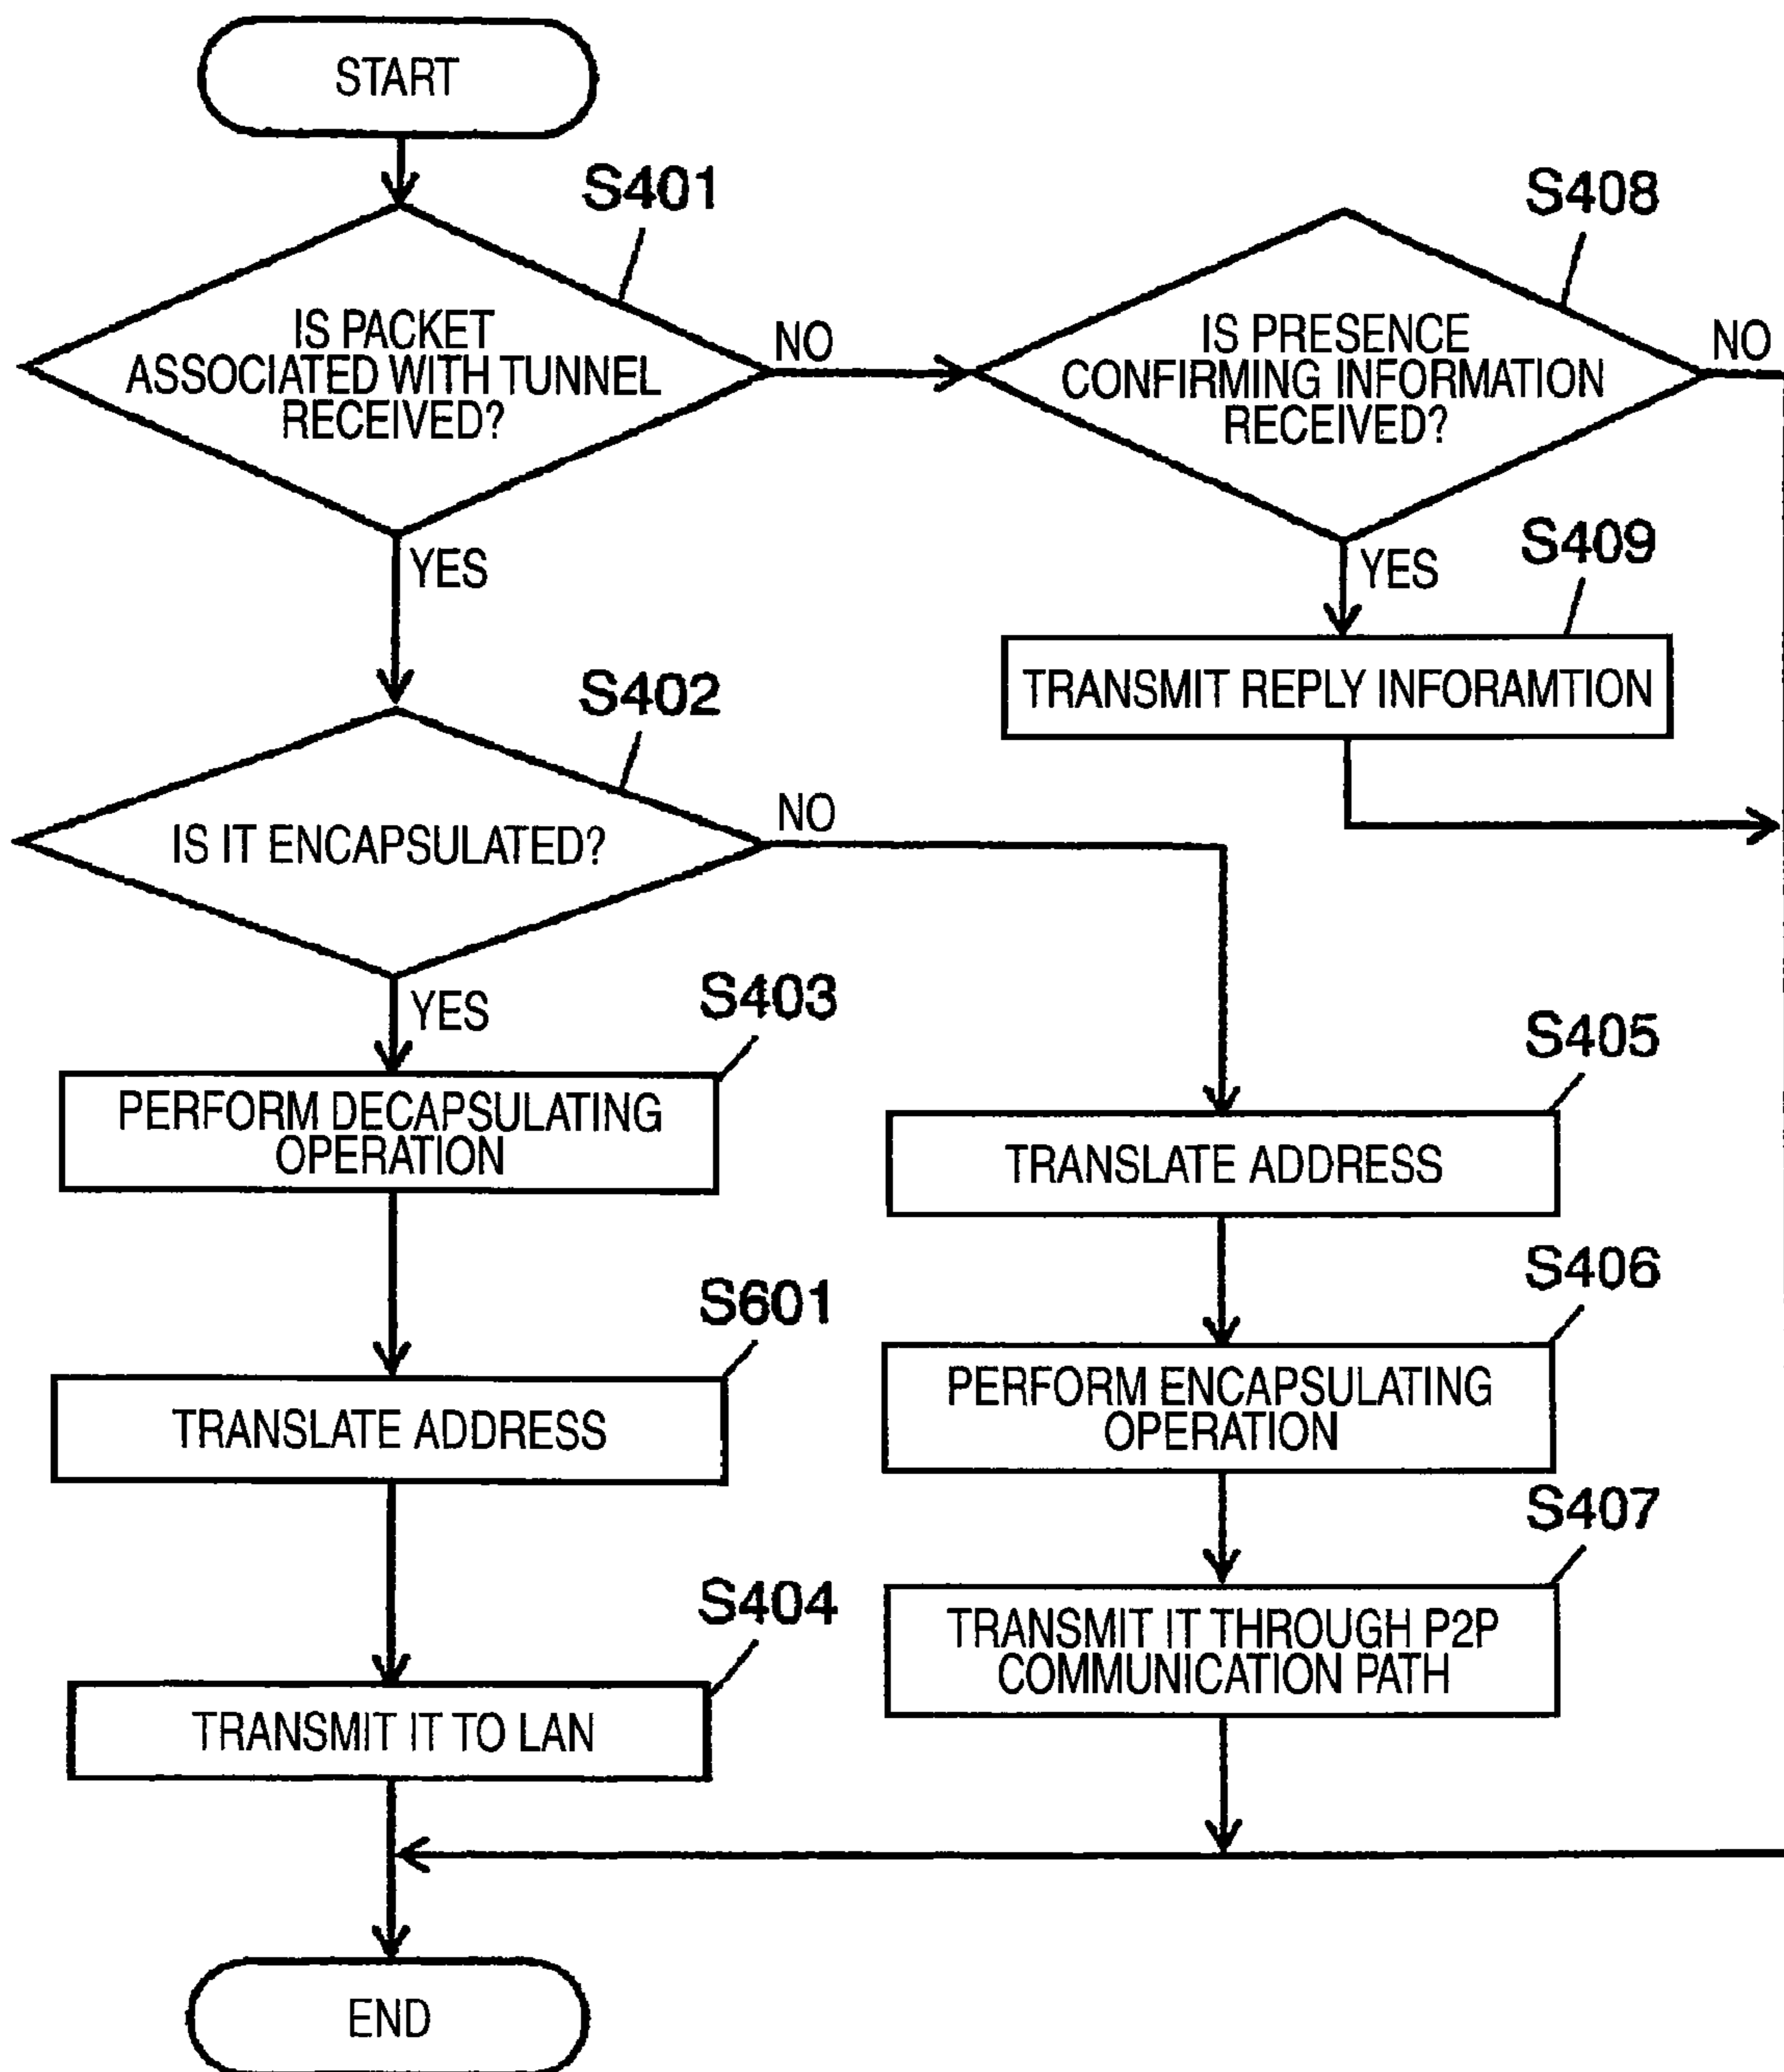 START
S401
IS PACKET
ASSOCIATED WITH TUNNEL
RECEIVED?
NO
YES
S408
IS PRESENCE
CONFIRMING INFORMATION
RECEIVED?
NO
YES
S409
TRANSMIT REPLY INFORAMTION
S402
IS IT ENCAPSULATED?
NO
YES
S403
PERFORM DECAPSULATING
OPERATION
S601
TRANSLATE ADDRESS
S404
TRANSMIT IT TO LAN
S405
TRANSLATE ADDRESS
S406
PERFORM ENCAPSULATING
OPERATION
S407
TRANSMIT IT THROUGH P2P
COMMUNICATION PATH
END